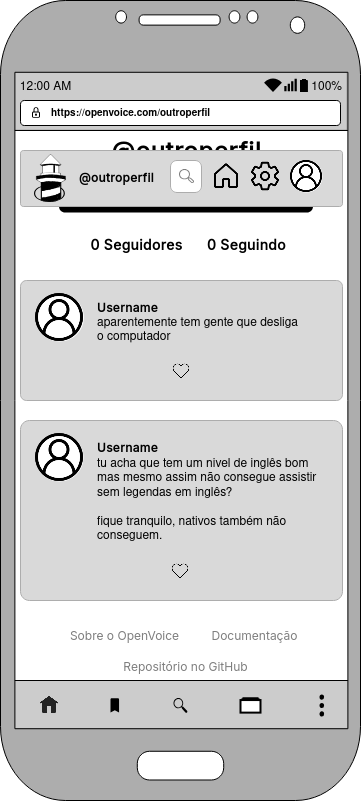 12:00 AM 100%
https://openvoice.com/outroperfil
@outroperfil
@outroperfil
0 Seguidores 0 Seguindo
Username
aparentemente tem gente que desliga
o computador
Username
tu acha que tem um nivel de inglês bom
mas mesmo assim não consegue assistir
sem legendas em inglês?
fique tranquilo, nativos também não
conseguem.
Sobre o OpenVoice Documentação
Repositório no GitHub